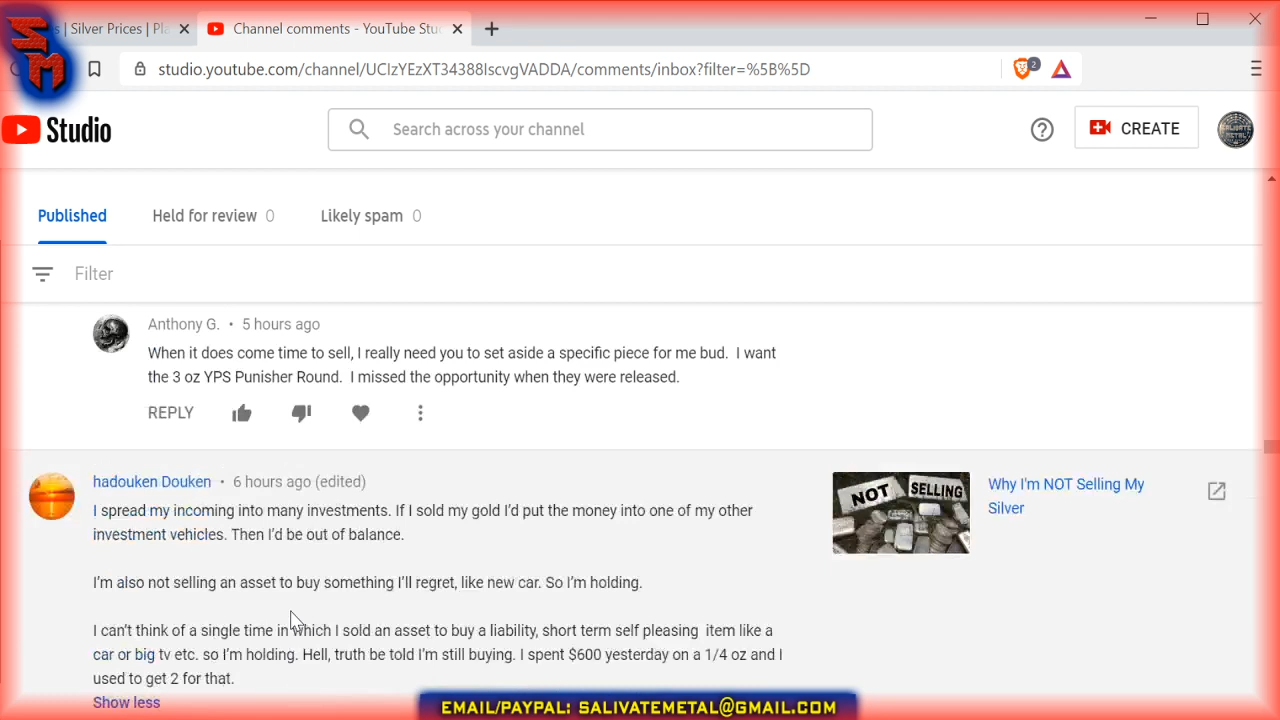 s | Silver Prices | Pla
Channel comments - YouTube Stu
SM
studio.youtube.com/channel/UCIzYEzXT34388IscvgVADDA/comments/inbox?filter=%5B%5D
2
Studio
Search across your channel
CREATE
Published
Held for review 0
Likely spam 0
Filter
Anthony G. • 5 hours ago
When it does come time to sell, I really need you to set aside a specific piece for me bud. I want
the 3 oz YPS Punisher Round. I missed the opportunity when they were released.
REPLY
hadouken Douken • 6 hours ago (edited)
I spread my incoming into many investments. If I sold my gold I'd put the money into one of my other
investment vehicles. Then I'd be out of balance.
I'm also not selling an asset to buy something I'll regret, like new car. So I'm holding.
I can't think of a single time in which I sold an asset to buy a liability, short term self pleasing item like a
car or big tv etc. so I'm holding. Hell, truth be told I'm still buying. I spent $600 yesterday on a 1/4 oz and I
used to get 2 for that.
Show less
NOT SELLING
Why I'm NOT Selling My
Silver
EMAIL/PAYPAL: SALIVATEMETAL@GMAIL.COM